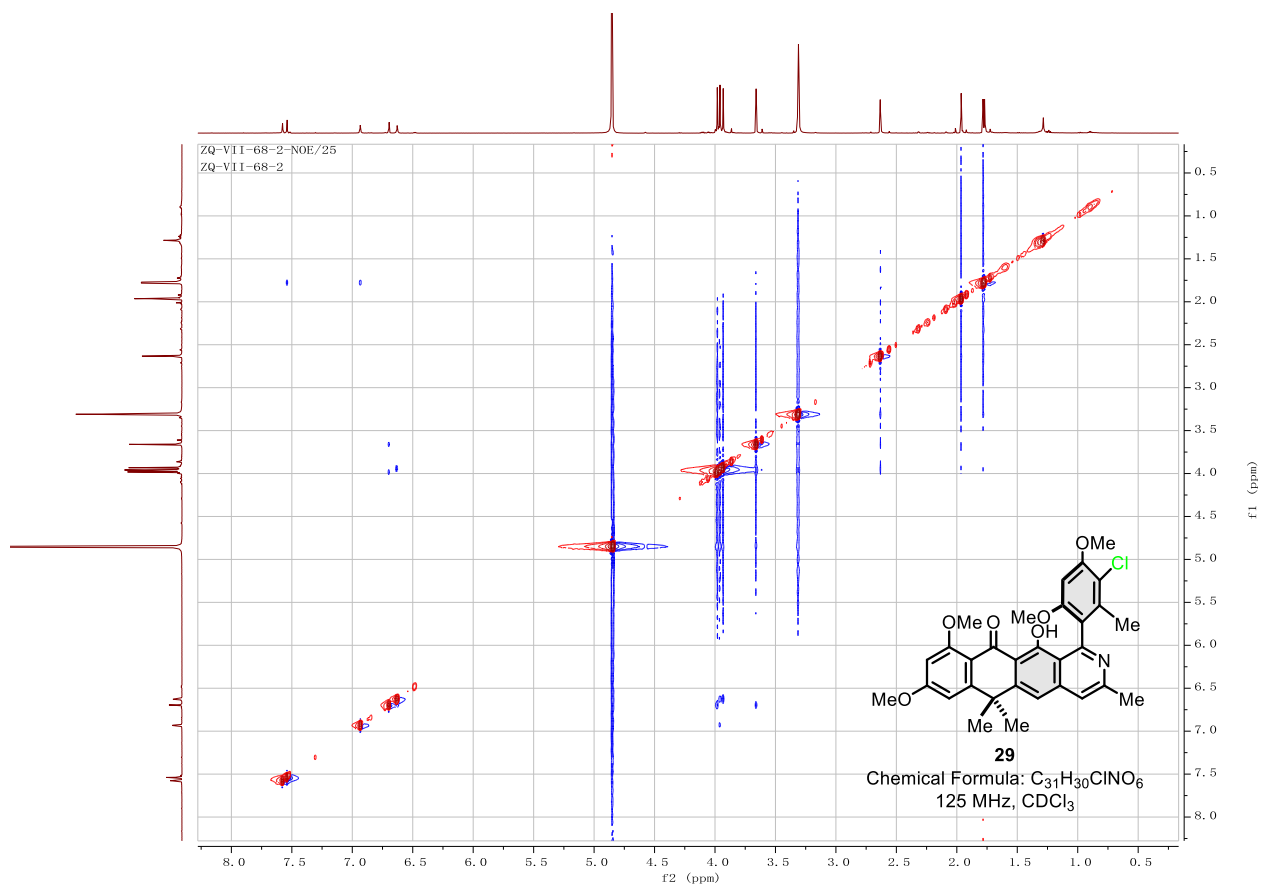 ZQ-VII-68-2-NOE/25
ZQ-VII-68-2
0.5
1.0
1.5
2.0
2.5
3.0
3.5
4.0
4.5
5.0
5.5
6.0
6.5
7.0
7.5
8.0
f1 (ppm)
OMe
Cl
MeO
Me
OMe
O
OH
N
MeO
Me
Me
Me
29
Chemical Formula: C₃₁H₃₀ClNO₆
125 MHz, CDCl₃
8.0 7.5 7.0 6.5 6.0 5.5 5.0 4.5 4.0 3.5 3.0 2.5 2.0 1.5 1.0 0.5
f2 (ppm)